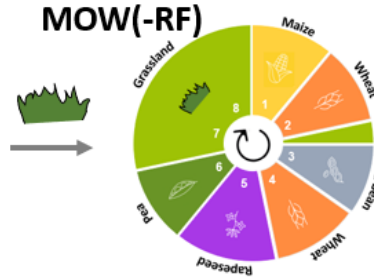 MOW(-RF)
Grassland
Maize
Wheat
8
1
7
2
6
3
5
4
Pea
Rapeseed
Wheat